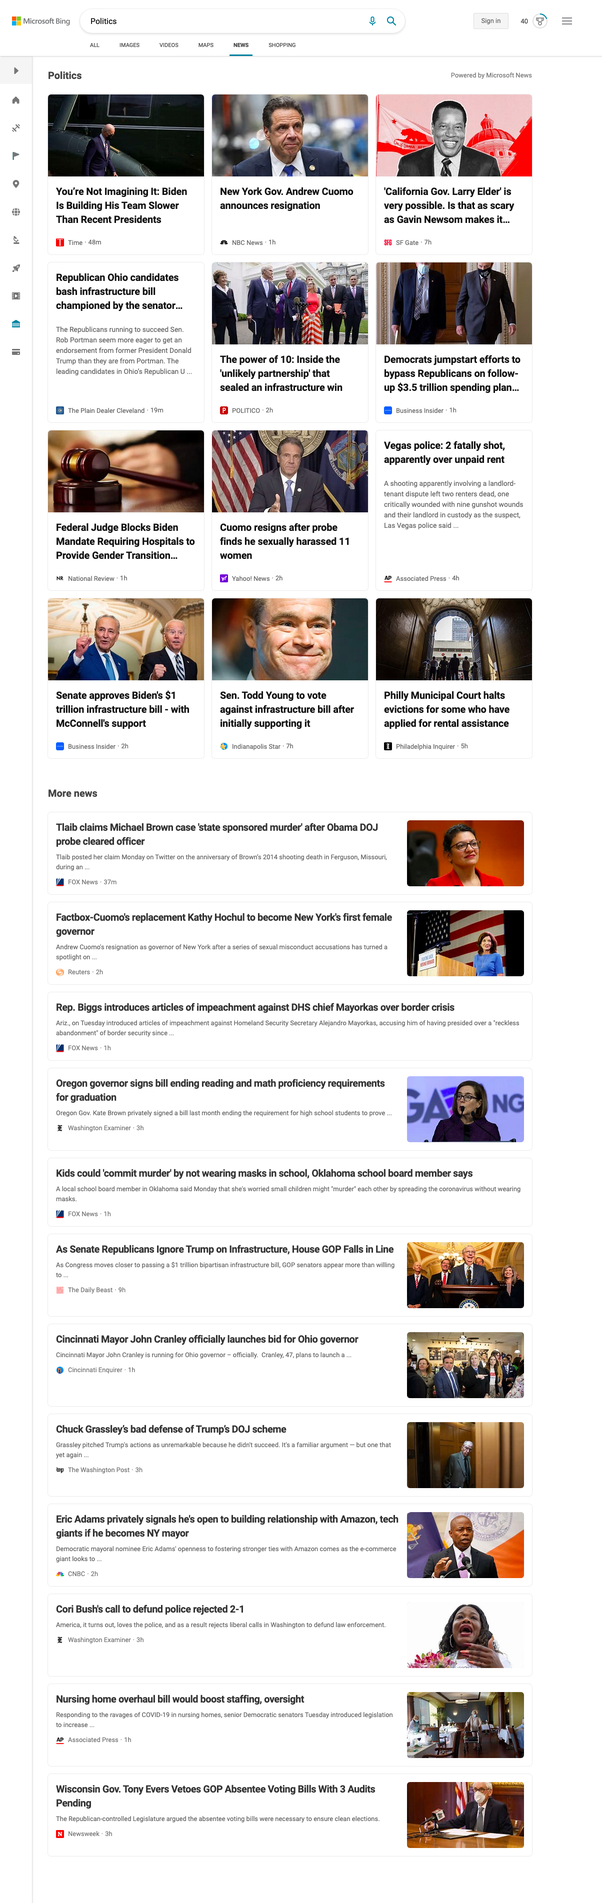 Microsoft Bing
Politics
Sign in
40
ALL IMAGES VIDEOS MAPS NEWS SHOPPING
Politics
Powered by Microsoft News
You're Not Imagining It: Biden
Is Building His Team Slower
Than Recent Presidents
Time · 48m
New York Gov. Andrew Cuomo
announces resignation
NBC News · 1h
'California Gov. Larry Elder' is
very possible. Is that as scary
as Gavin Newsom makes it...
SF Gate · 7h
Republican Ohio candidates
bash infrastructure bill
championed by the senator...
The Republicans running to succeed Sen.
Rob Portman seem more eager to get an
endorsement from former President Donald
Trump than they are from Portman. The
leading candidates in Ohio's Republican U ...
The Plain Dealer Cleveland · 19m
The power of 10: Inside the
'unlikely partnership' that
sealed an infrastructure win
POLITICO · 2h
Democrats jumpstart efforts to
bypass Republicans on follow-
up $3.5 trillion spending plan...
Business Insider · 1h
Federal Judge Blocks Biden
Mandate Requiring Hospitals to
Provide Gender Transition...
NR National Review · 1h
Cuomo resigns after probe
finds he sexually harassed 11
women
Yahoo! News · 2h
Vegas police: 2 fatally shot,
apparently over unpaid rent
A shooting apparently involving a landlord-
tenant dispute left two renters dead, one
critically wounded with nine gunshot wounds
and their landlord in custody as the suspect,
Las Vegas police said ...
AP Associated Press · 4h
Senate approves Biden's $1
trillion infrastructure bill - with
McConnell's support
Business Insider · 2h
Sen. Todd Young to vote
against infrastructure bill after
initially supporting it
Indianapolis Star · 7h
Philly Municipal Court halts
evictions for some who have
applied for rental assistance
Philadelphia Inquirer · 5h
More news
Tlaib claims Michael Brown case 'state sponsored murder' after Obama DOJ
probe cleared officer
Tlaib posted her claim Monday on Twitter on the anniversary of Brown's 2014 shooting death in Ferguson, Missouri,
during an ...
FOX News · 37m
Factbox-Cuomo's replacement Kathy Hochul to become New York's first female
governor
Andrew Cuomo's resignation as governor of New York after a series of sexual misconduct accusations has turned a
spotlight on ...
Reuters · 2h
Rep. Biggs introduces articles of impeachment against DHS chief Mayorkas over border crisis
Ariz., on Tuesday introduced articles of impeachment against Homeland Security Secretary Alejandro Mayorkas, accusing him of having presided over a "reckless
abandonment" of border security since ...
FOX News · 1h
Oregon governor signs bill ending reading and math proficiency requirements
for graduation
Oregon Gov. Kate Brown privately signed a bill last month ending the requirement for high school students to prove ...
Washington Examiner · 3h
GA NG
Kids could 'commit murder' by not wearing masks in school, Oklahoma school board member says
A local school board member in Oklahoma said Monday that she's worried small children might "murder" each other by spreading the coronavirus without wearing
masks.
FOX News · 1h
As Senate Republicans Ignore Trump on Infrastructure, House GOP Falls in Line
As Congress moves closer to passing a $1 trillion bipartisan infrastructure bill, GOP senators appear more than willing
to ...
The Daily Beast · 9h
Cincinnati Mayor John Cranley officially launches bid for Ohio governor
Cincinnati Mayor John Cranley is running for Ohio governor – officially. Cranley, 47, plans to launch a ...
Cincinnati Enquirer · 1h
Chuck Grassley's bad defense of Trump's DOJ scheme
Grassley pitched Trump's actions as unremarkable because he didn't succeed. It's a familiar argument — but one that
yet again ...
wp The Washington Post · 3h
Eric Adams privately signals he's open to building relationship with Amazon, tech
giants if he becomes NY mayor
Democratic mayoral nominee Eric Adams' openness to fostering stronger ties with Amazon comes as the e-commerce
giant looks to ...
CNBC · 2h
Cori Bush's call to defund police rejected 2-1
America, it turns out, loves the police, and as a result rejects liberal calls in Washington to defund law enforcement.
Washington Examiner · 3h
Nursing home overhaul bill would boost staffing, oversight
Responding to the ravages of COVID-19 in nursing homes, senior Democratic senators Tuesday introduced legislation
to increase ...
AP Associated Press · 1h
Wisconsin Gov. Tony Evers Vetoes GOP Absentee Voting Bills With 3 Audits
Pending
The Republican-controlled Legislature argued the absentee voting bills were necessary to ensure clean elections.
N Newsweek · 3h